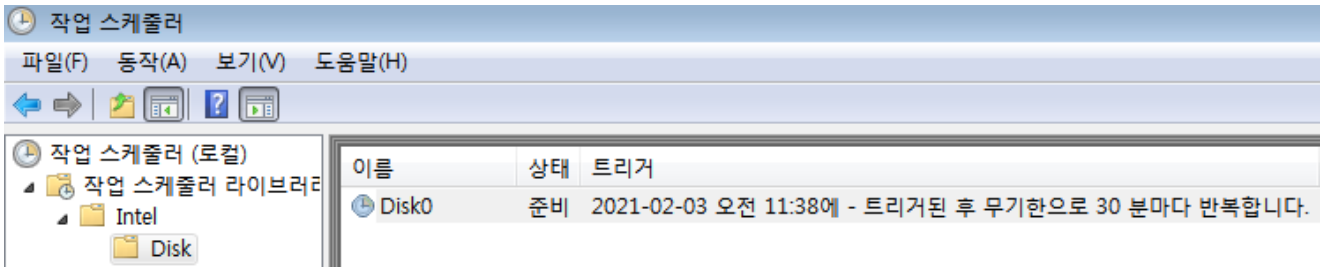 작업 스케줄러
파일(F) 동작(A) 보기(V) 도움말(H)
작업 스케줄러 (로컬)
작업 스케줄러 라이브러리
Intel
Disk
이름 상태 트리거
Disk0 준비 2021-02-03 오전 11:38에 - 트리거된 후 무기한으로 30 분마다 반복합니다.